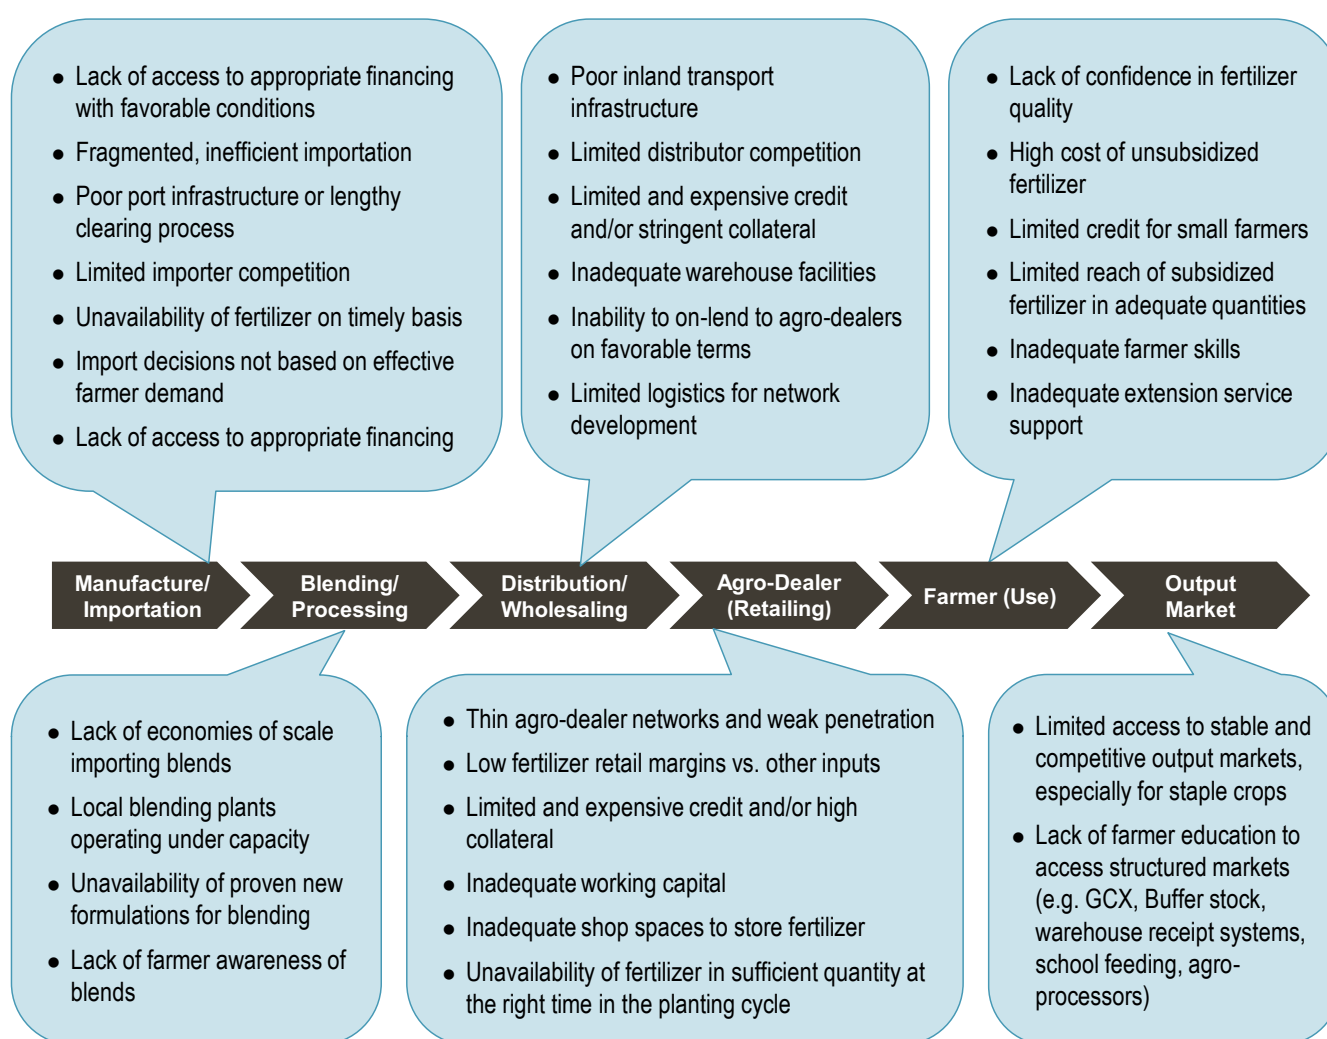 ● Lack of access to appropriate financing
with favorable conditions
● Fragmented, inefficient importation
● Poor port infrastructure or lengthy
clearing process
● Limited importer competition
● Unavailability of fertilizer on timely basis
● Import decisions not based on effective
farmer demand
● Lack of access to appropriate financing
● Poor inland transport
infrastructure
● Limited distributor competition
● Limited and expensive credit
and/or stringent collateral
● Inadequate warehouse facilities
● Inability to on-lend to agro-dealers
on favorable terms
● Limited logistics for network
development
● Lack of confidence in fertilizer
quality
● High cost of unsubsidized
fertilizer
● Limited credit for small farmers
● Limited reach of subsidized
fertilizer in adequate quantities
● Inadequate farmer skills
● Inadequate extension service
support
Manufacture/
Importation
Blending/
Processing
Distribution/
Wholesaling
Agro-Dealer
(Retailing)
Farmer (Use)
Output
Market
● Lack of economies of scale
importing blends
● Local blending plants
operating under capacity
● Unavailability of proven new
formulations for blending
● Lack of farmer awareness of
blends
● Thin agro-dealer networks and weak penetration
● Low fertilizer retail margins vs. other inputs
● Limited and expensive credit and/or high
collateral
● Inadequate working capital
● Inadequate shop spaces to store fertilizer
● Unavailability of fertilizer in sufficient quantity at
the right time in the planting cycle
● Limited access to stable and
competitive output markets,
especially for staple crops
● Lack of farmer education to
access structured markets
(e.g. GCX, Buffer stock,
warehouse receipt systems,
school feeding, agro-
processors)